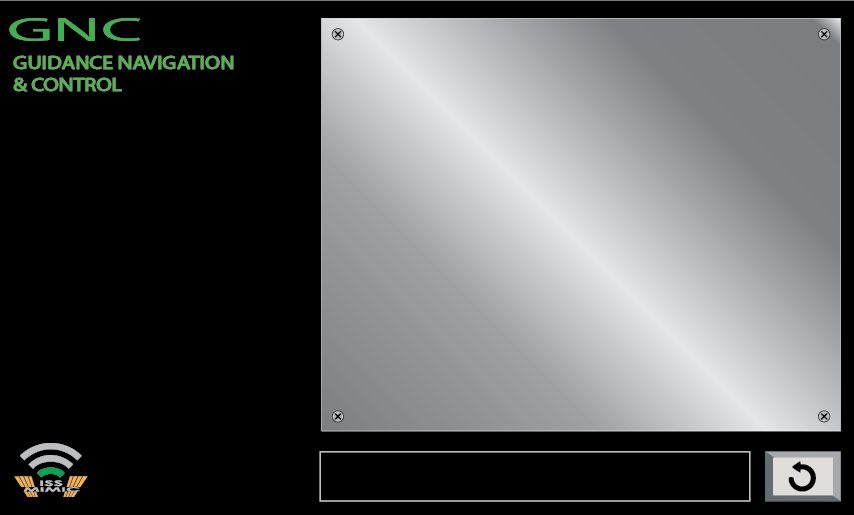 GNC
GUIDANCE NAVIGATION
& CONTROL
ISS
MIMIC